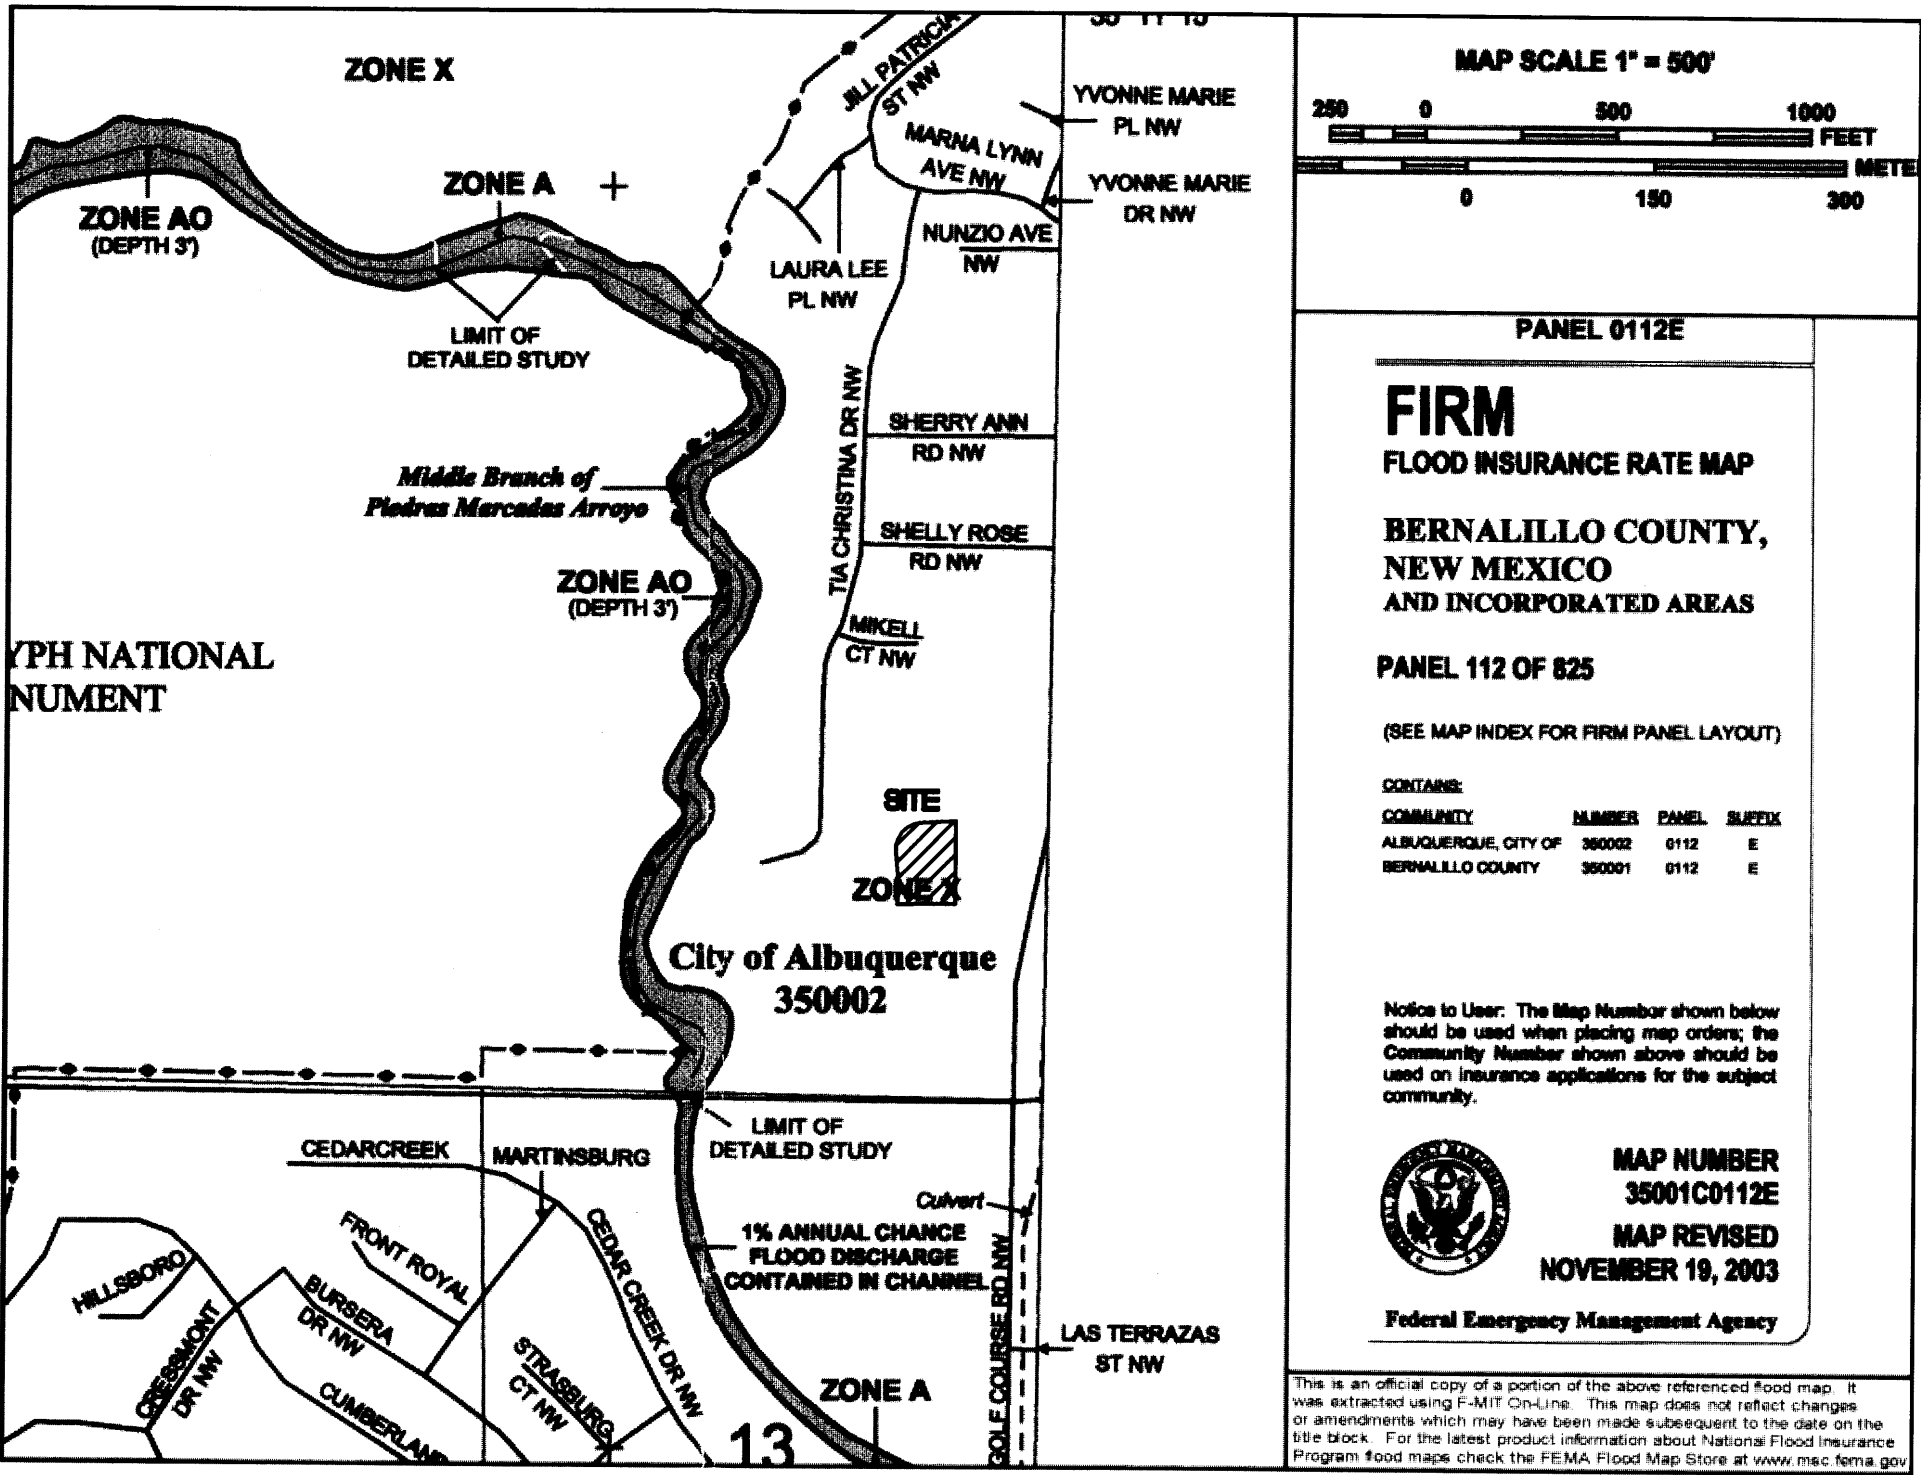 ZONE X
ZONE AO
(DEPTH 3')
ZONE A
LIMIT OF
DETAILED STUDY
JILL PATRICIA
ST NW
MARNA LYNN
AVE NW
YVONNE MARIE
PL NW
YVONNE MARIE
DR NW
NUNZIO AVE
NW
LAURA LEE
PL NW
TIA CHRISTINA DR NW
SHERRY ANN
RD NW
Middle Branch of
Piedras Marcadas Arroyo
SHELLY ROSE
RD NW
ZONE AO
(DEPTH 3')
MIKELL
CT NW
YPH NATIONAL
NUMENT
SITE
ZONE X
City of Albuquerque
350002
LIMIT OF
DETAILED STUDY
CEDARCREEK
MARTINSBURG
Culvert
1% ANNUAL CHANCE
FLOOD DISCHARGE
CONTAINED IN CHANNEL
FRONT ROYAL
HILLSBORO
BURSERA
DR NW
CEDAR CREEK DR NW
CRESSMONT
DR NW
STRASBURG
CT NW
CUMBERLAND
GOLF COURSE RD NW
LAS TERRAZAS
ST NW
ZONE A
13
MAP SCALE 1" = 500'
250 0 500 1000
FEET
METE
0 150 300
PANEL 0112E
FIRM
FLOOD INSURANCE RATE MAP
BERNALILLO COUNTY,
NEW MEXICO
AND INCORPORATED AREAS
PANEL 112 OF 825
(SEE MAP INDEX FOR FIRM PANEL LAYOUT)
CONTAINS:
COMMUNITY NUMBER PANEL SUFFIX
ALBUQUERQUE, CITY OF 350002 0112 E
BERNALILLO COUNTY 350001 0112 E
Notice to User: The Map Number shown below
should be used when placing map orders; the
Community Number shown above should be
used on insurance applications for the subject
community.
MAP NUMBER
35001C0112E
MAP REVISED
NOVEMBER 19, 2003
Federal Emergency Management Agency
This is an official copy of a portion of the above referenced flood map. It
was extracted using F-MIT On-Line. This map does not reflect changes
or amendments which may have been made subsequent to the date on the
title block. For the latest product information about National Flood Insurance
Program flood maps check the FEMA Flood Map Store at www.msc.fema.gov